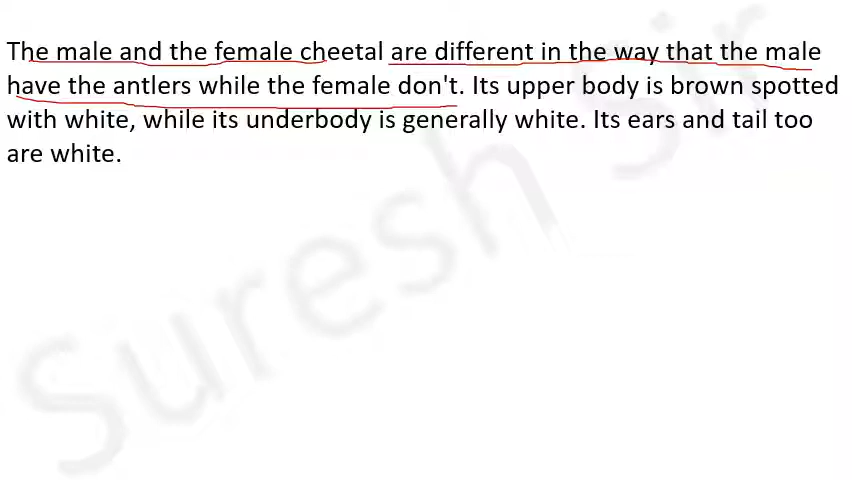 The male and the female cheetal are different in the way that the male
have the antlers while the female don't. Its upper body is brown spotted
with white, while its underbody is generally white. Its ears and tail too
are white.
Suresh Sir